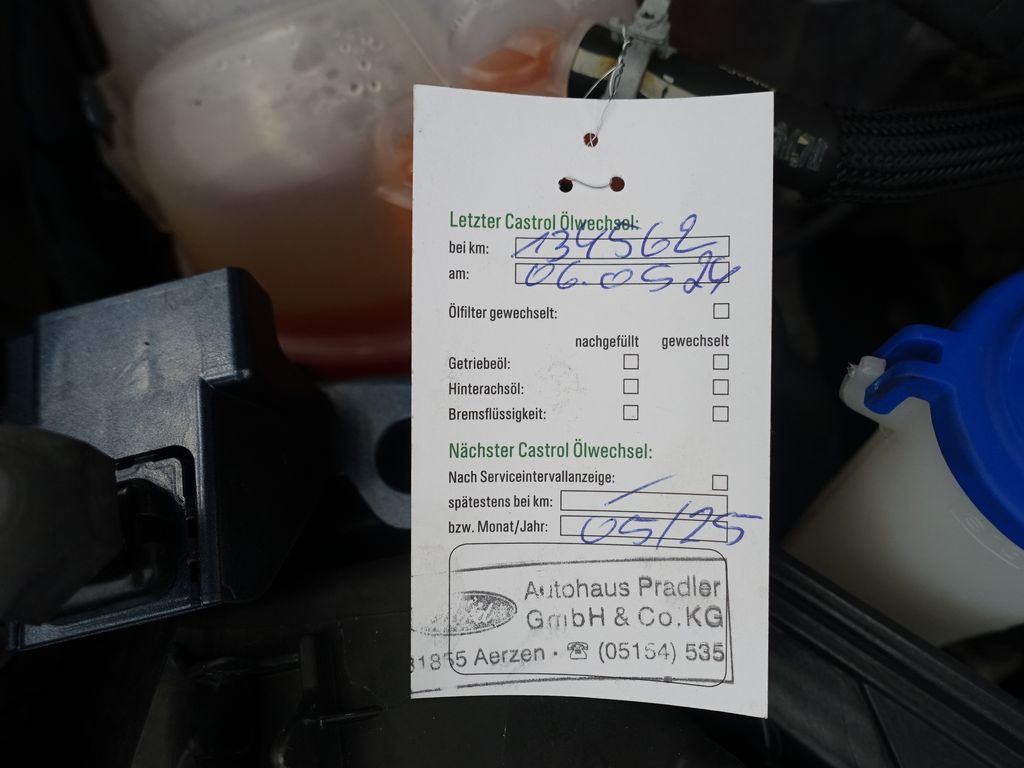 Letzter Castrol Ölwechsel:
bei km: 134562
am: 06.05.24
Ölfilter gewechselt:
nachgefüllt gewechselt
Getriebeöl:
Hinterachsöl:
Bremsflüssigkeit:
Nächster Castrol Ölwechsel:
Nach Serviceintervallanzeige:
spätestens bei km: /
bzw. Monat/Jahr: 05/25
Autohaus Pradler
GmbH & Co.KG
31855 Aerzen · ☎ (05154) 535